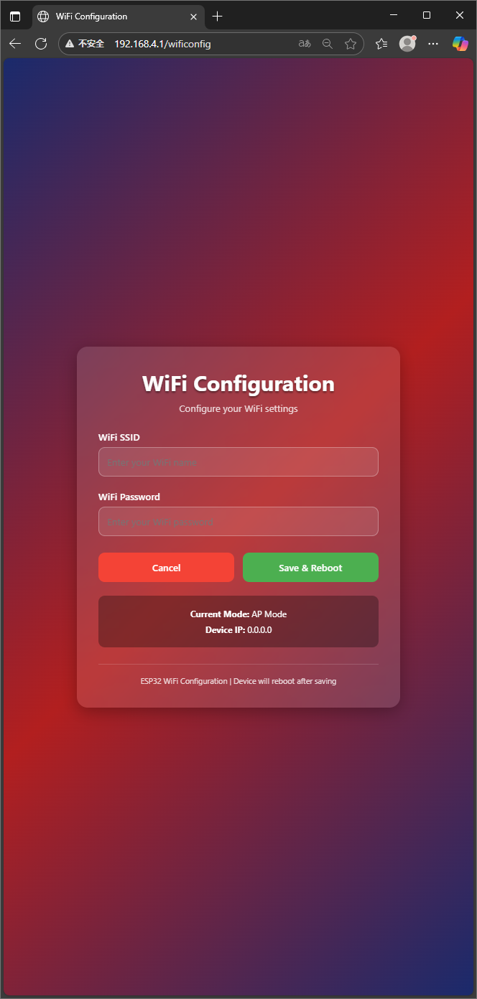 WiFi Configuration
不安全 192.168.4.1/wificonfig aあ
WiFi Configuration
Configure your WiFi settings
WiFi SSID
Enter your WiFi name
WiFi Password
Enter your WiFi password
Cancel Save & Reboot
Current Mode: AP Mode
Device IP: 0.0.0.0
ESP32 WiFi Configuration | Device will reboot after saving